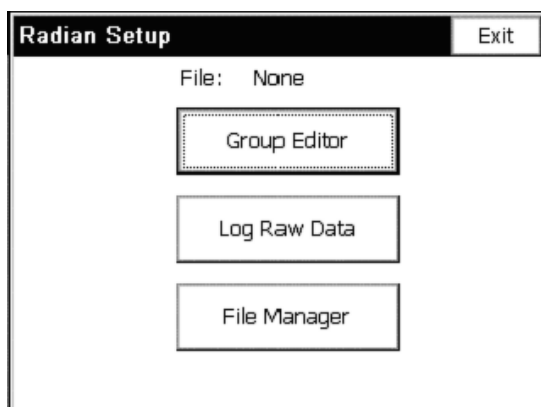 Radian Setup Exit
File: None
Group Editor
Log Raw Data
File Manager